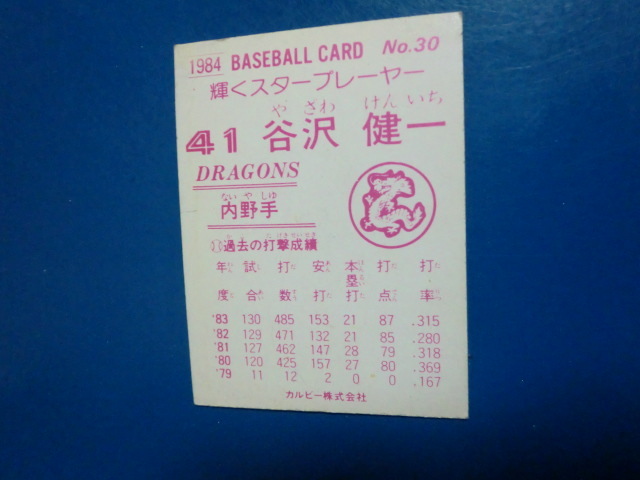 1984 BASEBALL CARD No.30
輝くスタープレーヤー
や ざわ けん いち
41 谷沢 健一
DRAGONS
ない や しゅ
内野手
過去の打撃成績
年度 試合 打数 安打 本塁打 打点 打率
'83 130 485 153 21 87 .315
'82 129 471 132 21 85 .280
'81 127 462 147 28 79 .318
'80 120 425 157 27 80 .369
'79 11 12 2 0 0 .167
カルビー株式会社